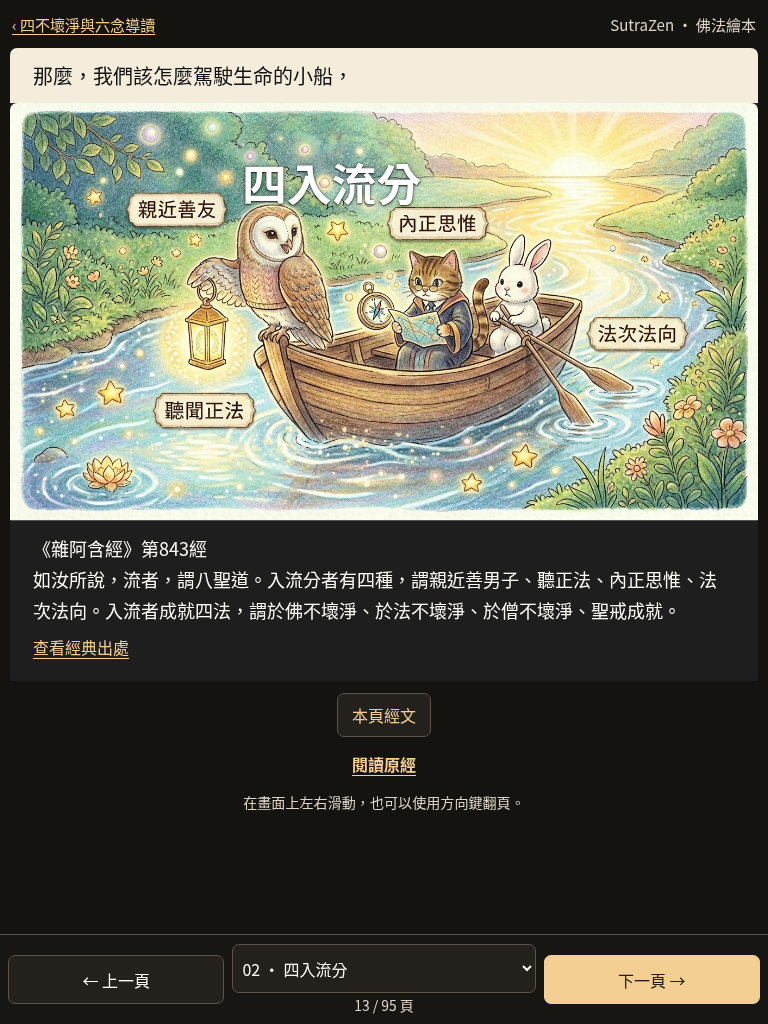 ‹ 四不壞淨與六念導讀
SutraZen · 佛法繪本
那麼，我們該怎麼駕駛生命的小船，
四入流分
親近善友
內正思惟
法次法向
聽聞正法
《雜阿含經》第843經
如汝所說，流者，謂八聖道。入流分者有四種，謂親近善男子、聽正法、內正思惟、法
次法向。入流者成就四法，謂於佛不壞淨、於法不壞淨、於僧不壞淨、聖戒成就。
查看經典出處
本頁經文
閱讀原經
在畫面上左右滑動，也可以使用方向鍵翻頁。
← 上一頁
02 · 四入流分
下一頁 →
13 / 95 頁